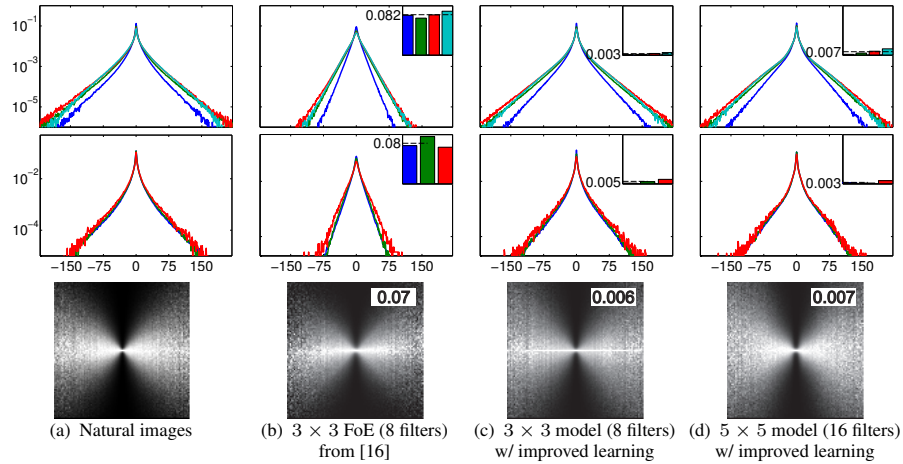 10⁻¹
10⁻³
10⁻⁵
0.082
0.003
0.007
10⁻²
10⁻⁴
0.08
0.005
0.003
−150 −75 0 75 150
−150 −75 0 75 150
−150 −75 0 75 150
−150 −75 0 75 150
0.07
0.006
0.007
(a) Natural images
(b) 3 × 3 FoE (8 filters)
from [16]
(c) 3 × 3 model (8 filters)
w/ improved learning
(d) 5 × 5 model (16 filters)
w/ improved learning